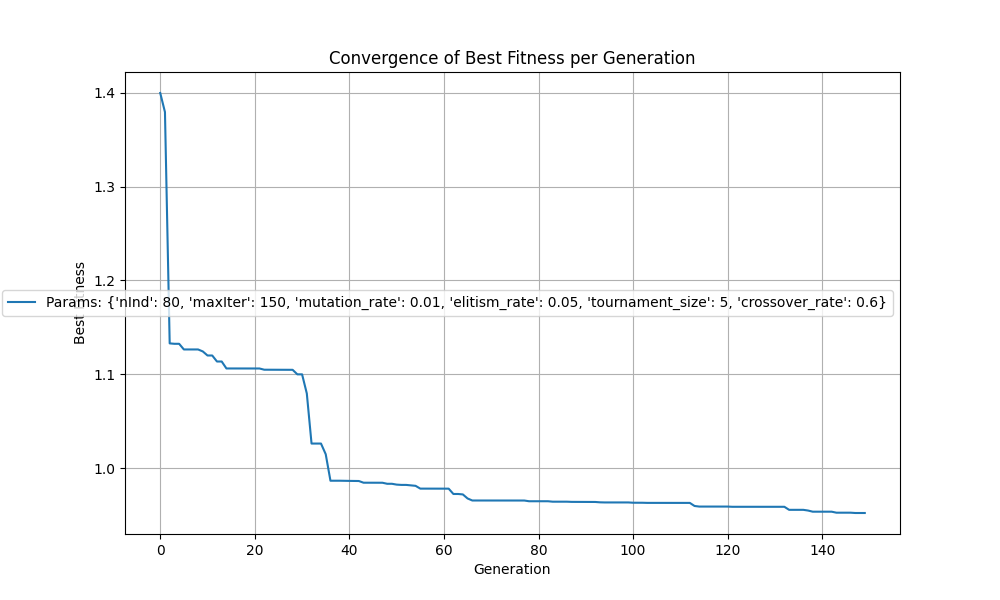 Convergence of Best Fitness per Generation
1.4
1.3
1.2
1.1
1.0
Best
ness
Params: {'nInd': 80, 'maxIter': 150, 'mutation_rate': 0.01, 'elitism_rate': 0.05, 'tournament_size': 5, 'crossover_rate': 0.6}
0 20 40 60 80 100 120 140
Generation